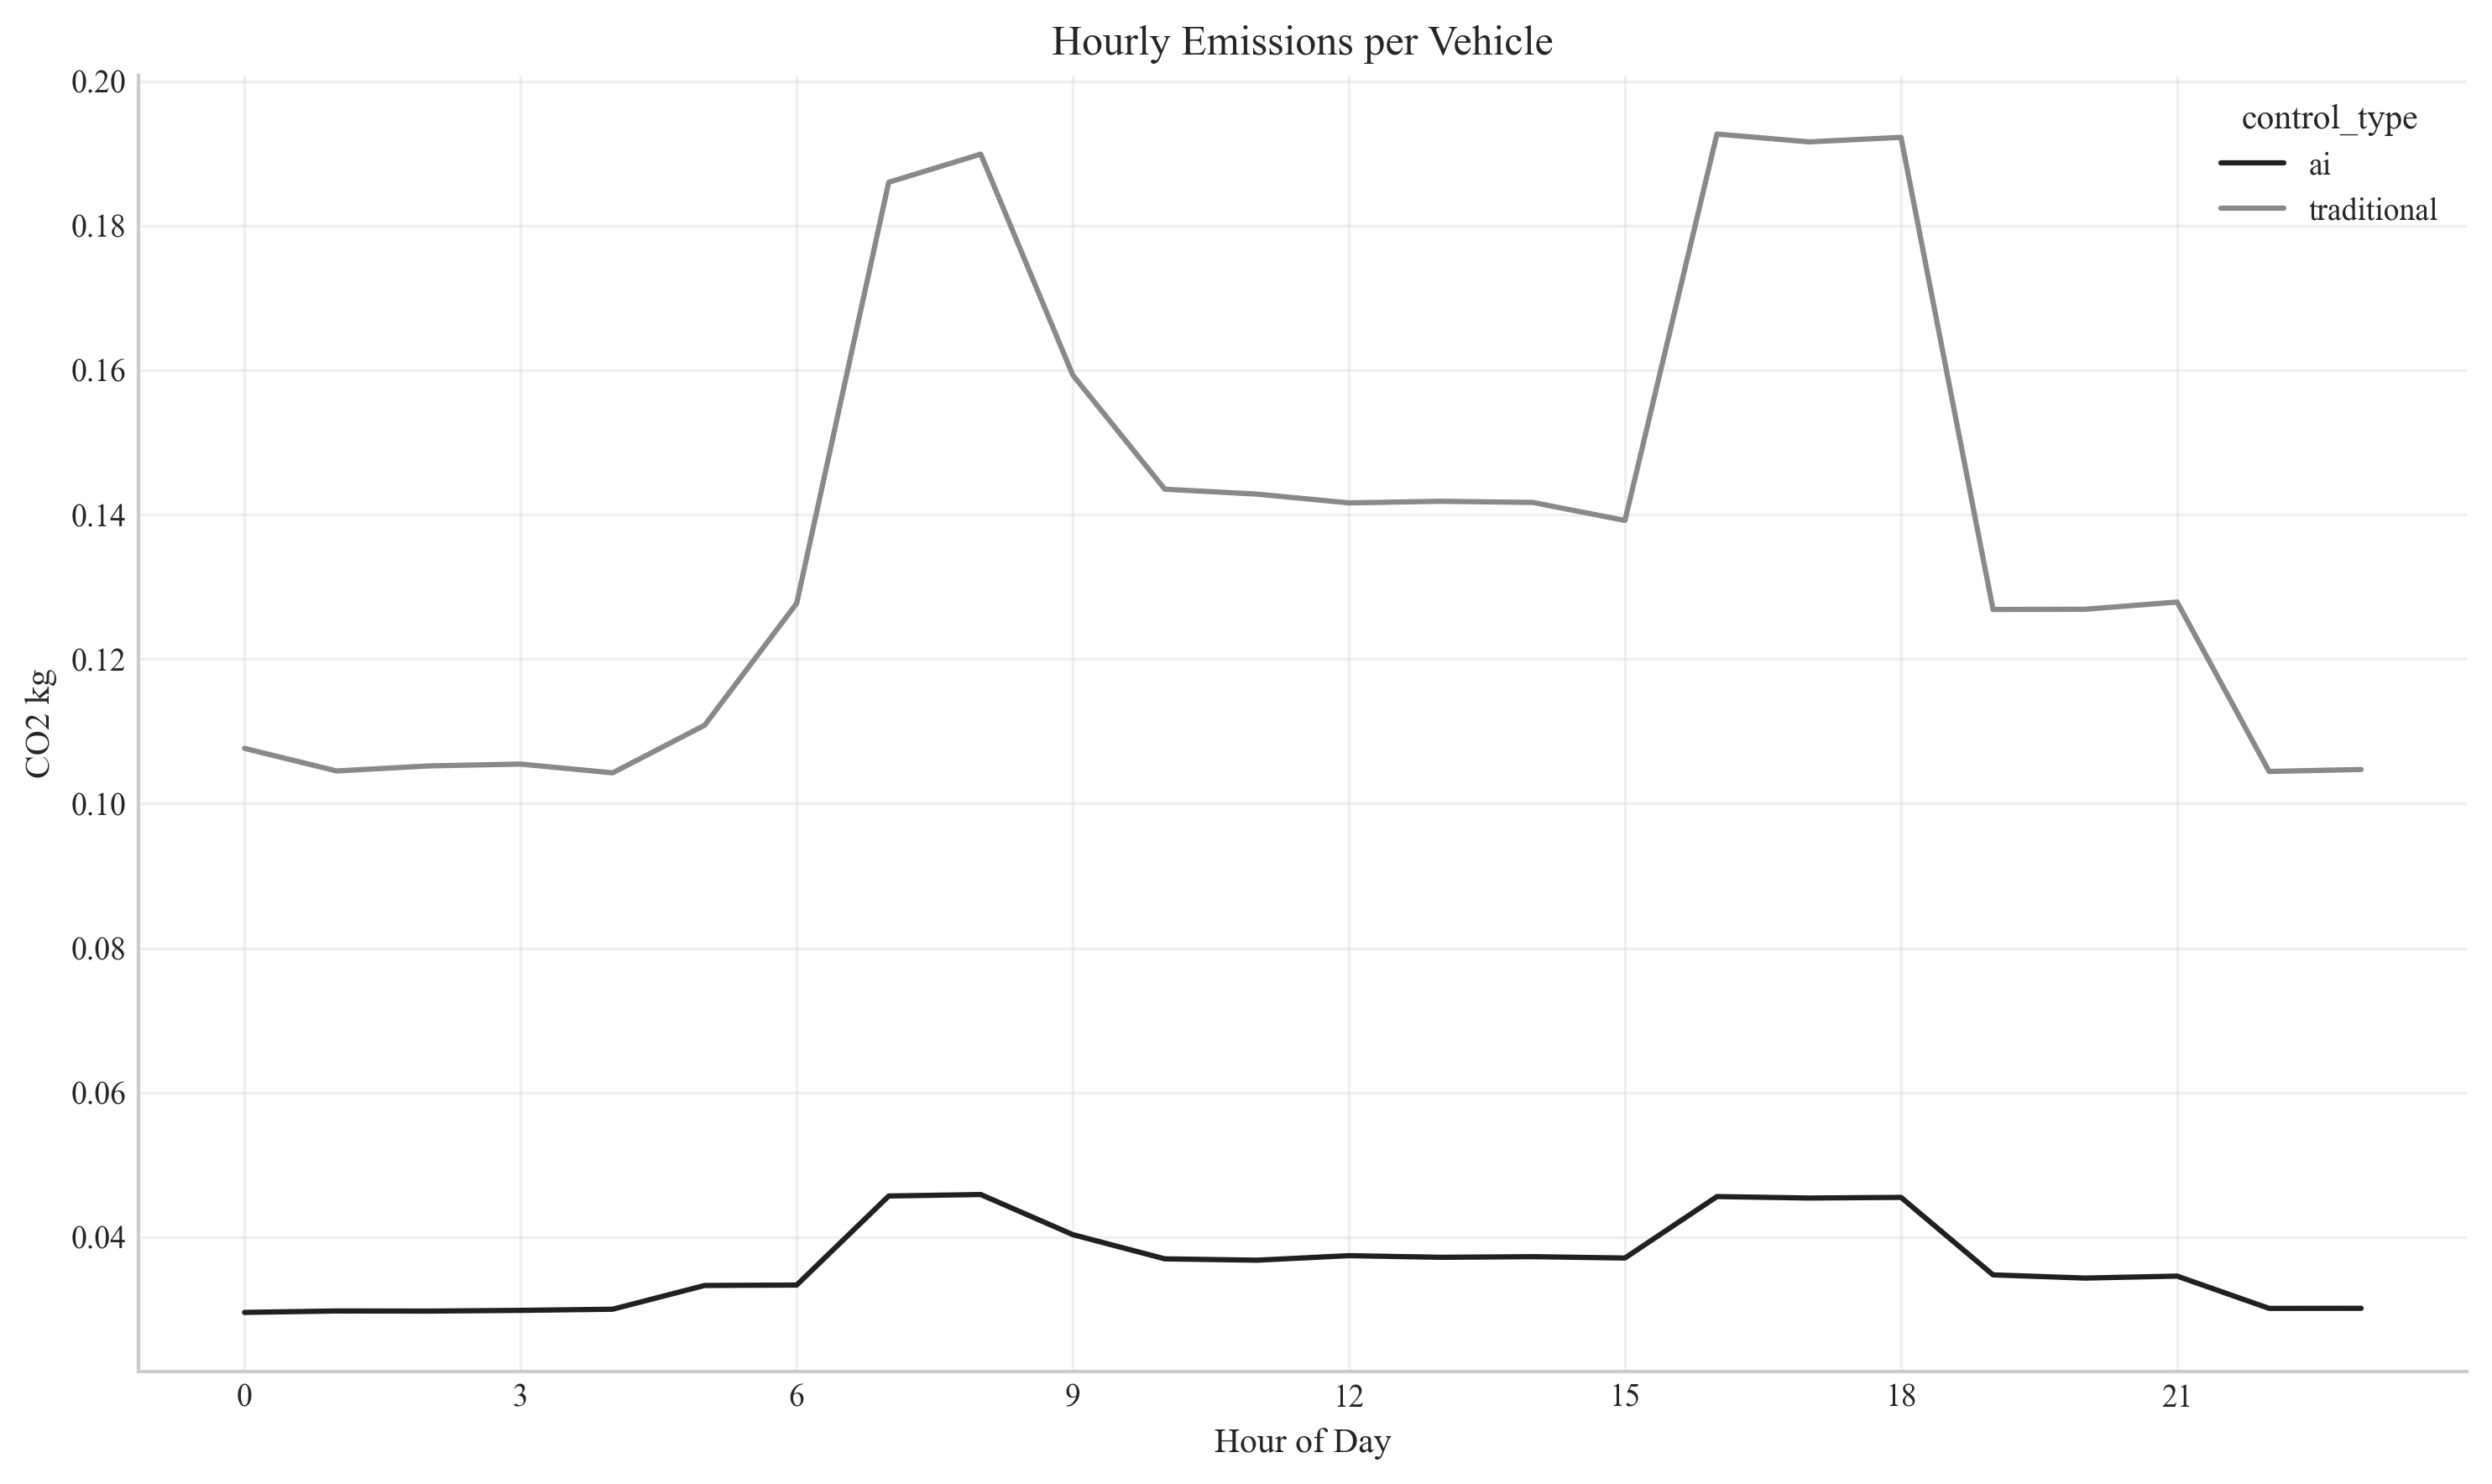 Hourly Emissions per Vehicle
control_type
ai
traditional
CO2 kg
0.20
0.18
0.16
0.14
0.12
0.10
0.08
0.06
0.04
0 3 6 9 12 15 18 21
Hour of Day